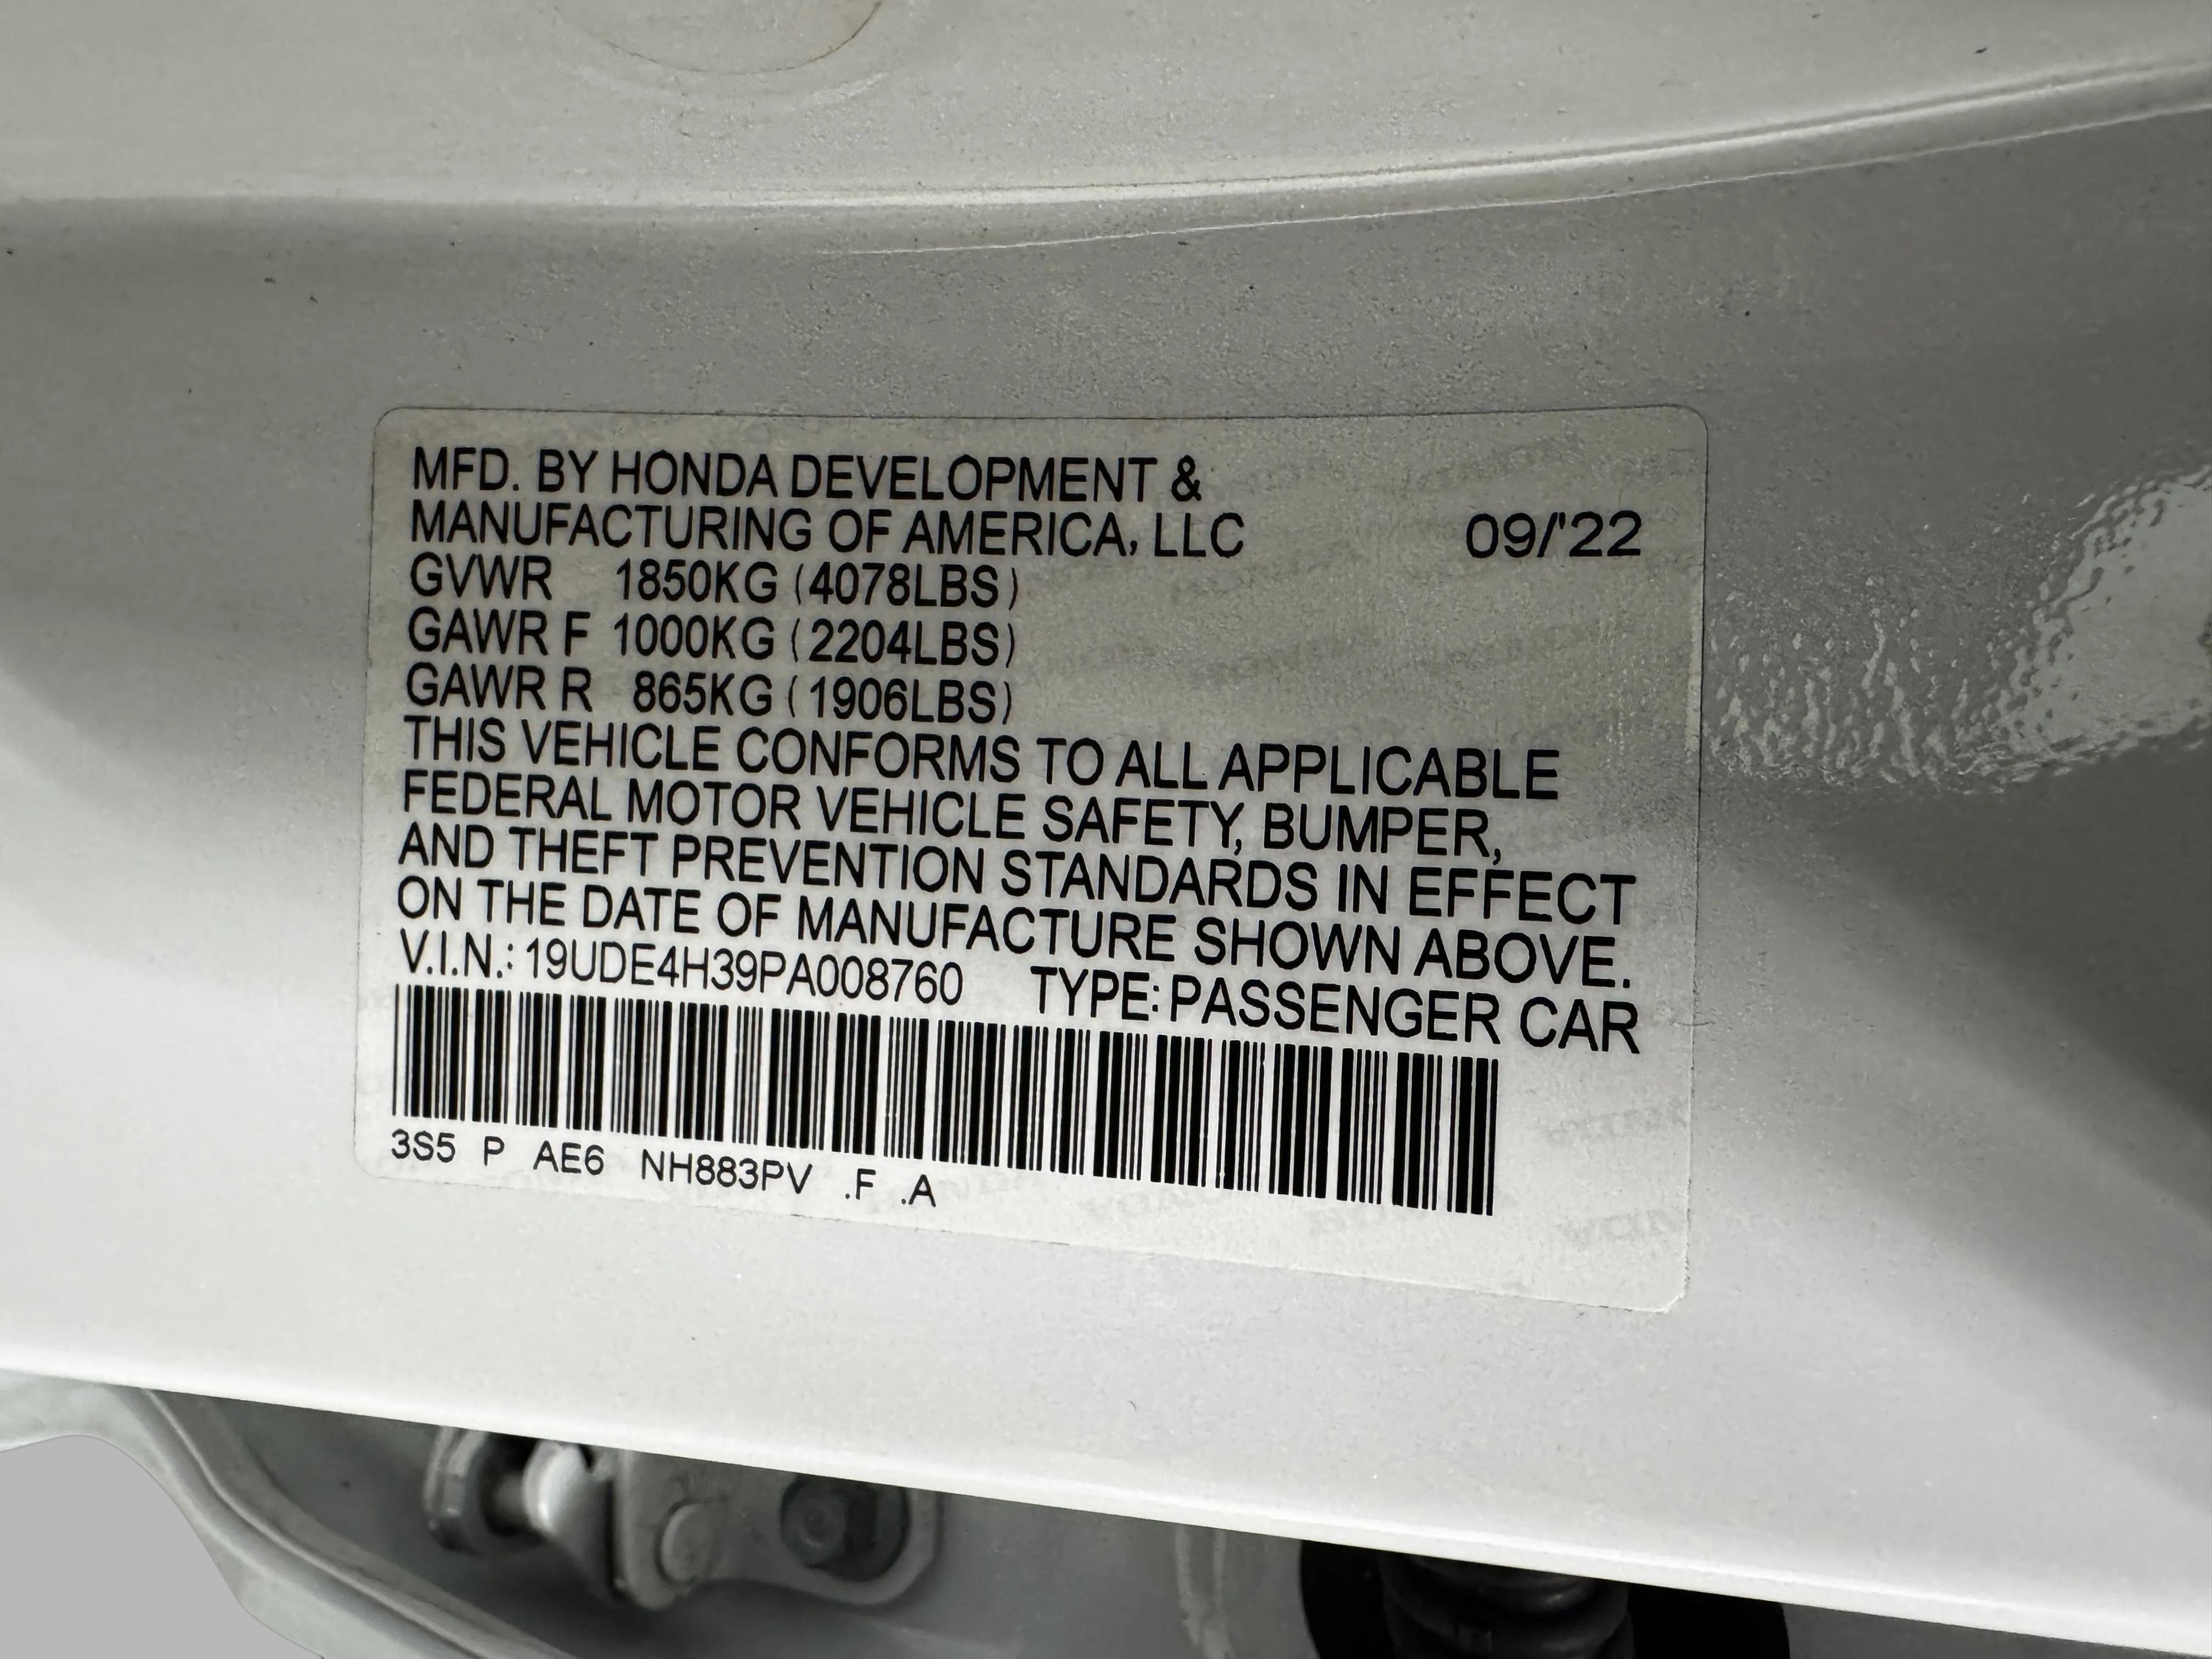 MFD. BY HONDA DEVELOPMENT &
MANUFACTURING OF AMERICA, LLC 09/'22
GVWR 1850KG (4078LBS)
GAWR F 1000KG (2204LBS)
GAWR R 865KG (1906LBS)
THIS VEHICLE CONFORMS TO ALL APPLICABLE
FEDERAL MOTOR VEHICLE SAFETY, BUMPER,
AND THEFT PREVENTION STANDARDS IN EFFECT
ON THE DATE OF MANUFACTURE SHOWN ABOVE.
V.I.N.: 19UDE4H39PA008760 TYPE: PASSENGER CAR
3S5 P AE6 NH883PV .F .A